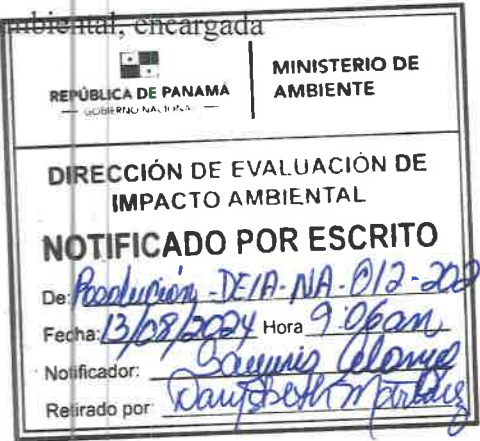 ambiental, encargada
REPÚBLICA DE PANAMÁ
— GOBIERNO NACIONAL —
MINISTERIO DE
AMBIENTE
DIRECCIÓN DE EVALUACIÓN DE
IMPACTO AMBIENTAL
NOTIFICADO POR ESCRITO
De: Resolución -DEIA-NA-012-202
Fecha: 13/08/2024 Hora 9:06am
Notificador:
Retirado por: